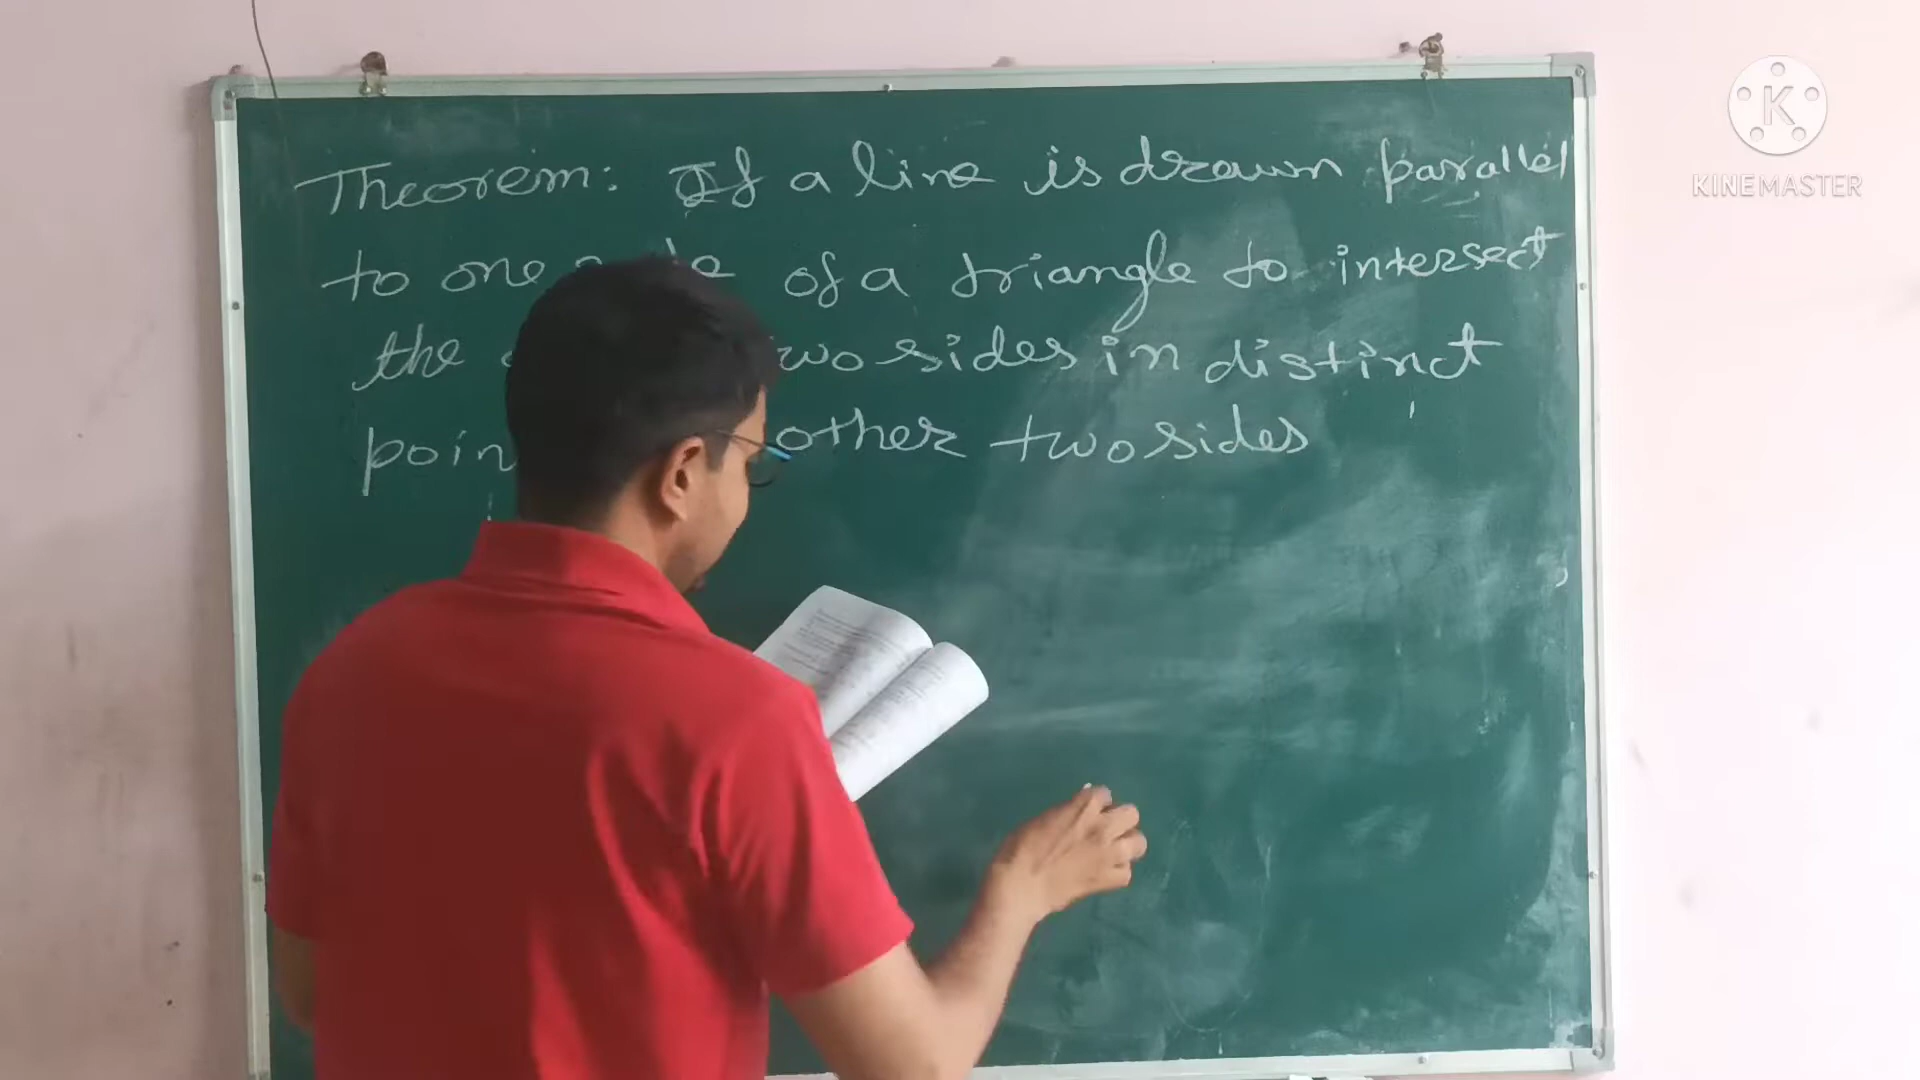 Theorem: If a line is drawn parallel
to one of a triangle to intersect
the two sides in distinct
other two sides
KINEMASTER